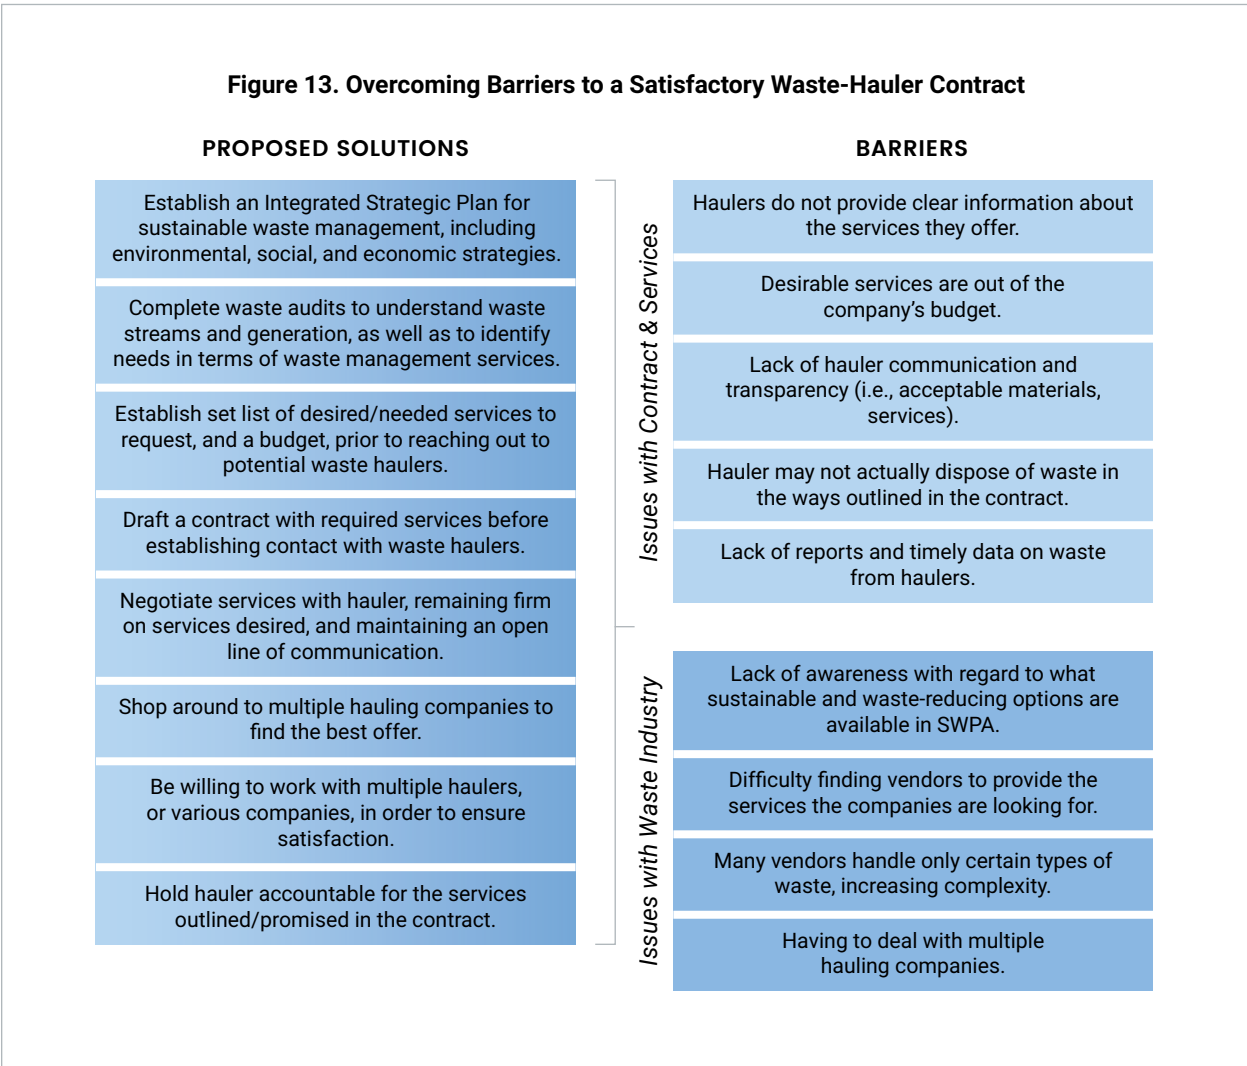 Figure 13. Overcoming Barriers to a Satisfactory Waste-Hauler Contract
PROPOSED SOLUTIONS
Establish an Integrated Strategic Plan for
sustainable waste management, including
environmental, social, and economic strategies.
Complete waste audits to understand waste
streams and generation, as well as to identify
needs in terms of waste management services.
Establish set list of desired/needed services to
request, and a budget, prior to reaching out to
potential waste haulers.
Draft a contract with required services before
establishing contact with waste haulers.
Negotiate services with hauler, remaining firm
on services desired, and maintaining an open
line of communication.
Shop around to multiple hauling companies to
find the best offer.
Be willing to work with multiple haulers,
or various companies, in order to ensure
satisfaction.
Hold hauler accountable for the services
outlined/promised in the contract.
BARRIERS
Issues with Contract & Services
Haulers do not provide clear information about
the services they offer.
Desirable services are out of the
company’s budget.
Lack of hauler communication and
transparency (i.e., acceptable materials,
services).
Hauler may not actually dispose of waste in
the ways outlined in the contract.
Lack of reports and timely data on waste
from haulers.
Issues with Waste Industry
Lack of awareness with regard to what
sustainable and waste-reducing options are
available in SWPA.
Difficulty finding vendors to provide the
services the companies are looking for.
Many vendors handle only certain types of
waste, increasing complexity.
Having to deal with multiple
hauling companies.